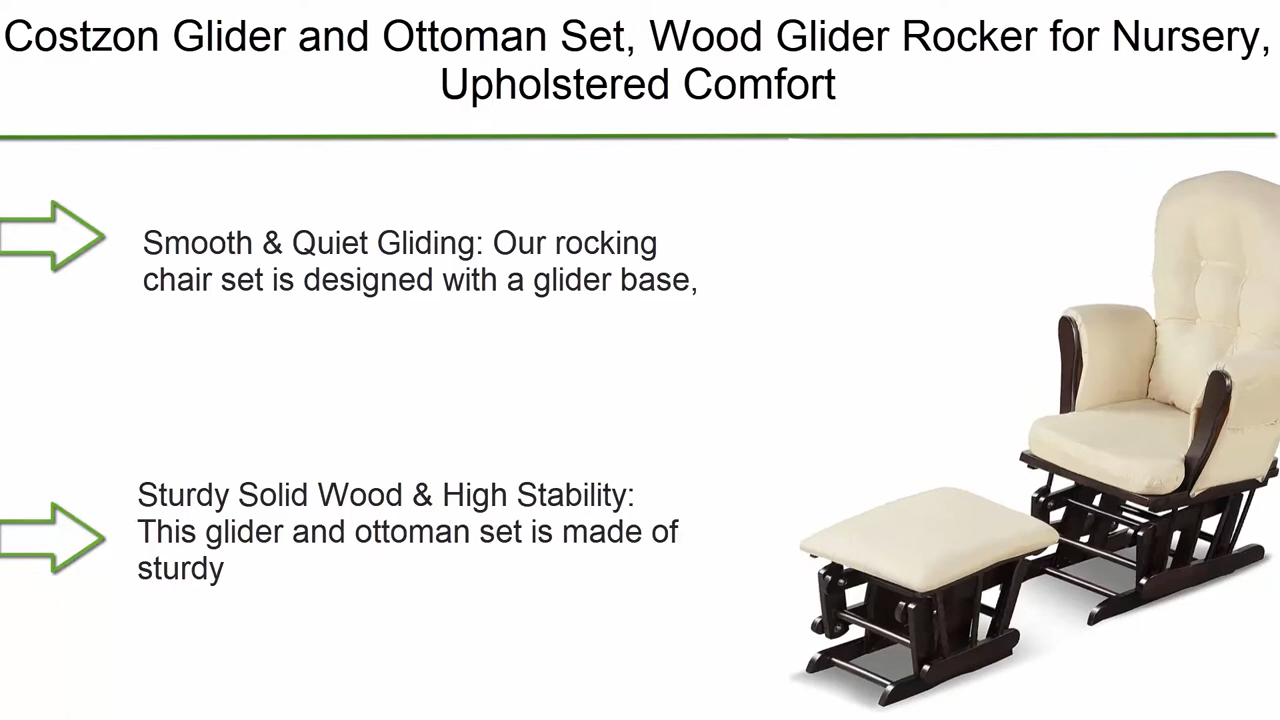 Costzon Glider and Ottoman Set, Wood Glider Rocker for Nursery,
Upholstered Comfort
Smooth & Quiet Gliding: Our rocking
chair set is designed with a glider base,
Sturdy Solid Wood & High Stability:
This glider and ottoman set is made of
sturdy